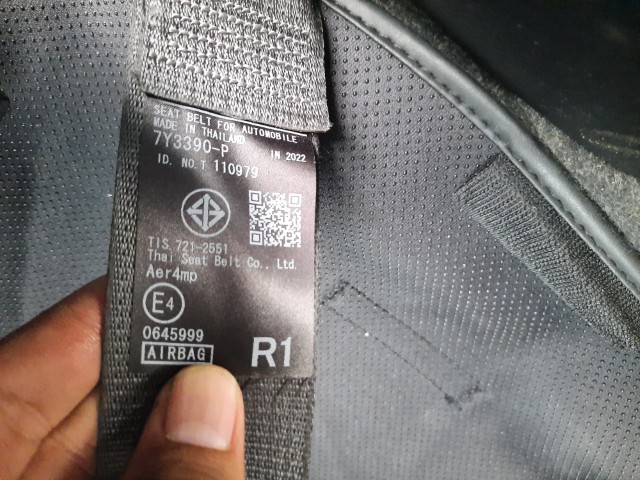 SEAT BELT FOR AUTOMOBILE
MADE IN THAILAND
7Y3390-P IN 2022
ID. NO. T 110979
TIS 721-2551
Thai Seat Belt Co., Ltd.
Aer4mp
E4
0645999
AIRBAG R1